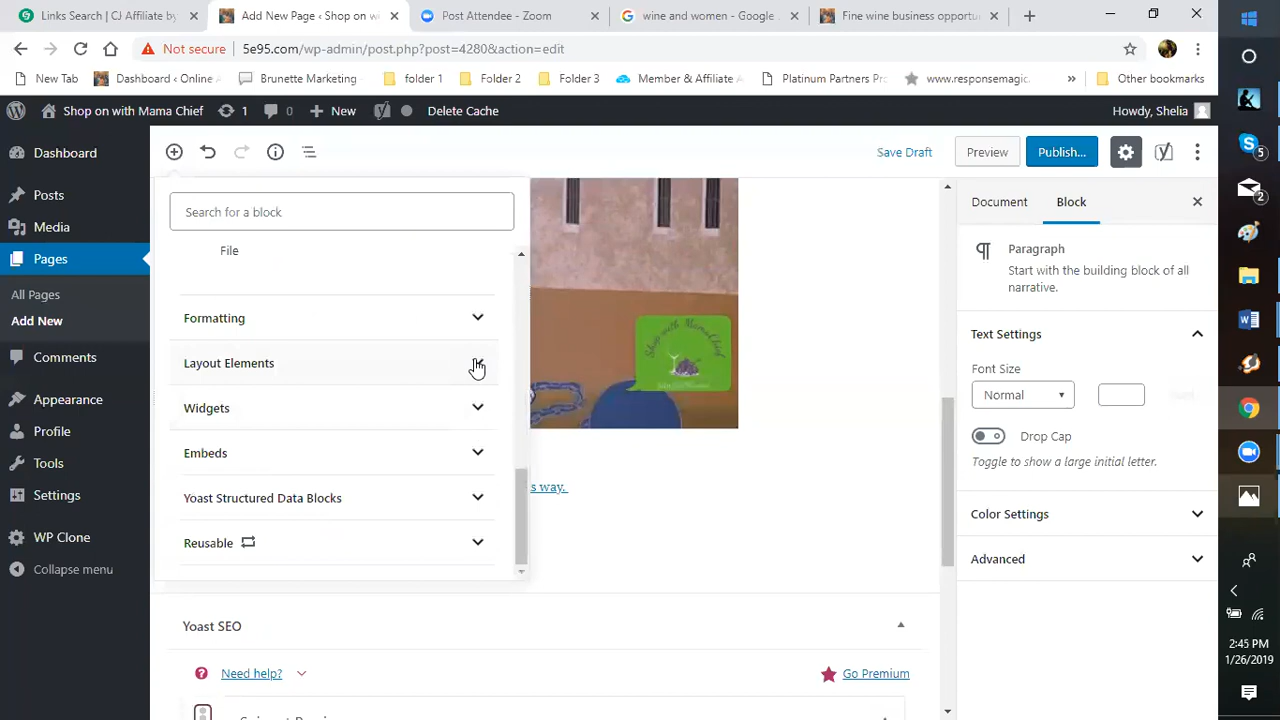 Links Search | CJ Affiliate by
Add New Page ‹ Shop on w
Post Attendee - Zoom
wine and women - Google
Fine wine business opportu
Not secure
5e95.com/wp-admin/post.php?post=4280&action=edit
New Tab
Dashboard ‹ Online A
Brunette Marketing -
folder 1
Folder 2
Folder 3
Member & Affiliate A
Platinum Partners Pro
www.responsemagic.
»
Other bookmarks
Shop on with Mama Chief
1
0
New
Delete Cache
Howdy, Shelia
Dashboard
Posts
Media
Pages
All Pages
Add New
Comments
Appearance
Profile
Tools
Settings
WP Clone
Collapse menu
Save Draft
Preview
Publish...
Search for a block
File
Formatting
Layout Elements
Widgets
Embeds
Yoast Structured Data Blocks
Reusable
s way.
Yoast SEO
Need help?
Go Premium
Document
Block
Paragraph
Start with the building block of all
narrative.
Text Settings
Font Size
Normal
Drop Cap
Toggle to show a large initial letter.
Color Settings
Advanced
5
2
2:45 PM
1/26/2019